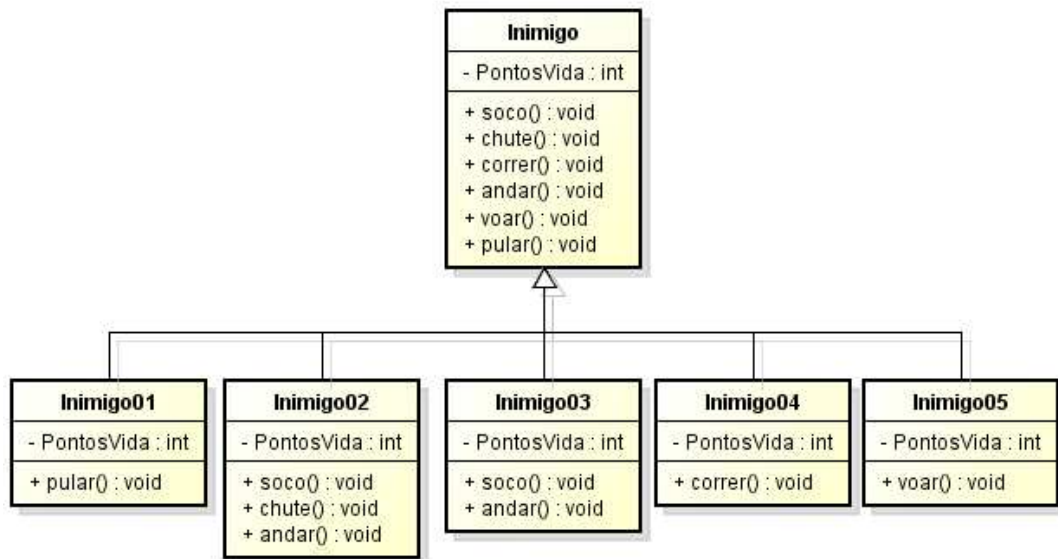 Inimigo
- PontosVida : int
+ soco() : void
+ chute() : void
+ correr() : void
+ andar() : void
+ voar() : void
+ pular() : void
Inimigo01
- PontosVida : int
+ pular() : void
Inimigo02
- PontosVida : int
+ soco() : void
+ chute() : void
+ andar() : void
Inimigo03
- PontosVida : int
+ soco() : void
+ andar() : void
Inimigo04
- PontosVida : int
+ correr() : void
Inimigo05
- PontosVida : int
+ voar() : void